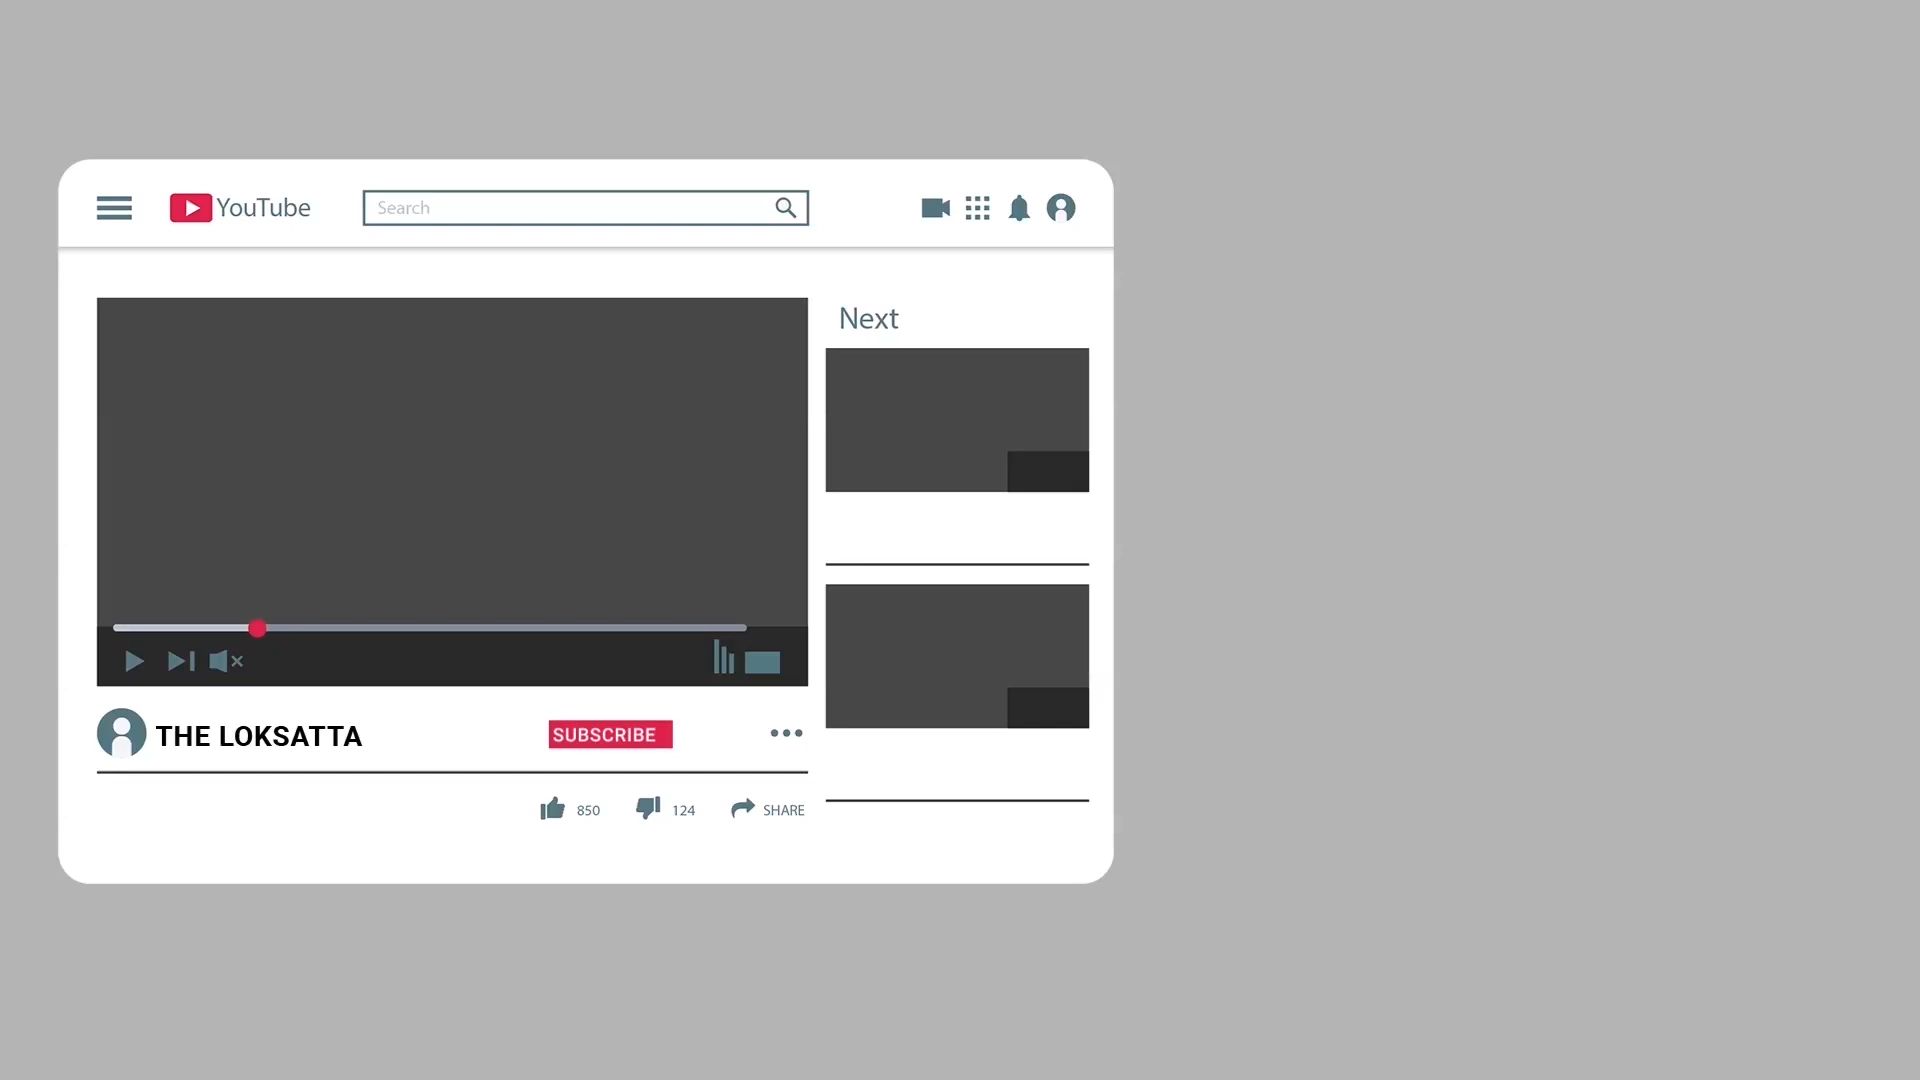 YouTube
Search
Next
THE LOKSATTA
SUBSCRIBE
850
124
SHARE